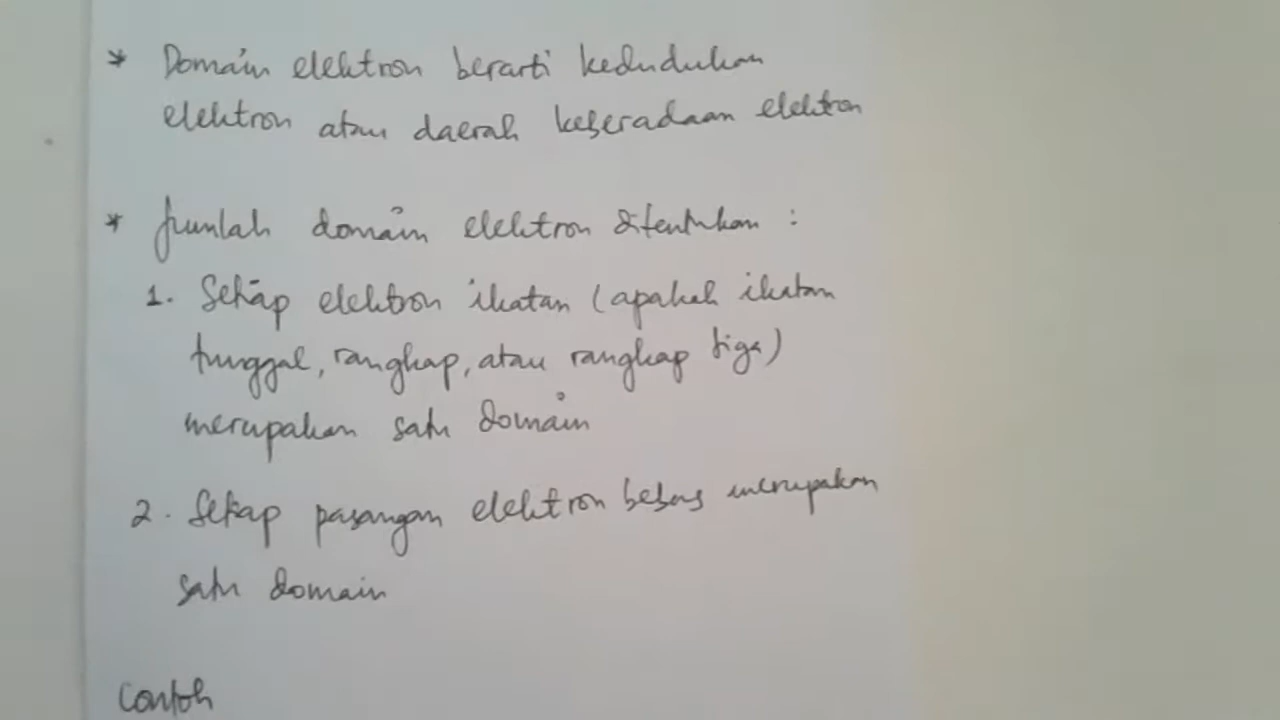 * Domain elektron berarti kedudukan
elektron atau daerah keberadaan elektron
* Jumlah domain elektron ditentukan :
1. Setiap elektron ikatan (apakah ikatan
tunggal, rangkap, atau rangkap tiga)
merupakan satu domain
2. Setiap pasangan elektron bebas merupakan
satu domain
Contoh